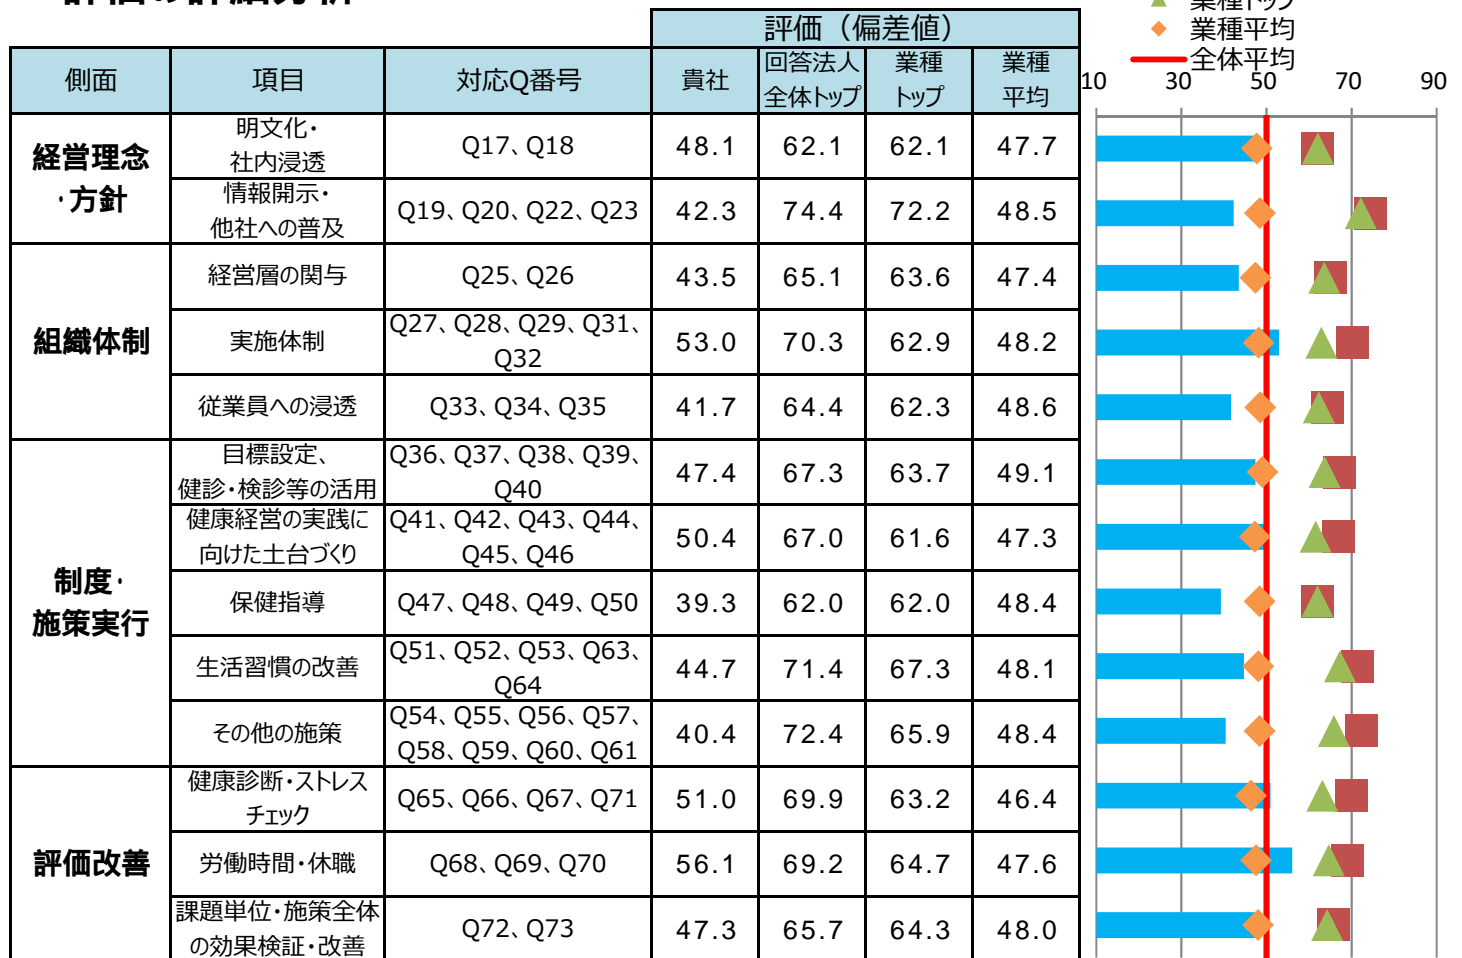 評価の詳細分析
業種トップ
業種平均
全体平均
評価（偏差値）
側面 項目 対応Q番号 貴社 回答法人 全体トップ 業種 トップ 業種 平均
10 30 50 70 90
経営理念
・方針
明文化・
社内浸透
Q17、Q18 48.1 62.1 62.1 47.7
情報開示・
他社への普及
Q19、Q20、Q22、Q23 42.3 74.4 72.2 48.5
組織体制
経営層の関与 Q25、Q26 43.5 65.1 63.6 47.4
実施体制
Q27、Q28、Q29、Q31、
Q32
53.0 70.3 62.9 48.2
従業員への浸透 Q33、Q34、Q35 41.7 64.4 62.3 48.6
制度・
施策実行
目標設定、
健診・検診等の活用
Q36、Q37、Q38、Q39、
Q40
47.4 67.3 63.7 49.1
健康経営の実践に
向けた土台づくり
Q41、Q42、Q43、Q44、
Q45、Q46
50.4 67.0 61.6 47.3
保健指導 Q47、Q48、Q49、Q50 39.3 62.0 62.0 48.4
生活習慣の改善
Q51、Q52、Q53、Q63、
Q64
44.7 71.4 67.3 48.1
その他の施策
Q54、Q55、Q56、Q57、
Q58、Q59、Q60、Q61
40.4 72.4 65.9 48.4
評価改善
健康診断・ストレス
チェック
Q65、Q66、Q67、Q71 51.0 69.9 63.2 46.4
労働時間・休職 Q68、Q69、Q70 56.1 69.2 64.7 47.6
課題単位・施策全体
の効果検証・改善
Q72、Q73 47.3 65.7 64.3 48.0